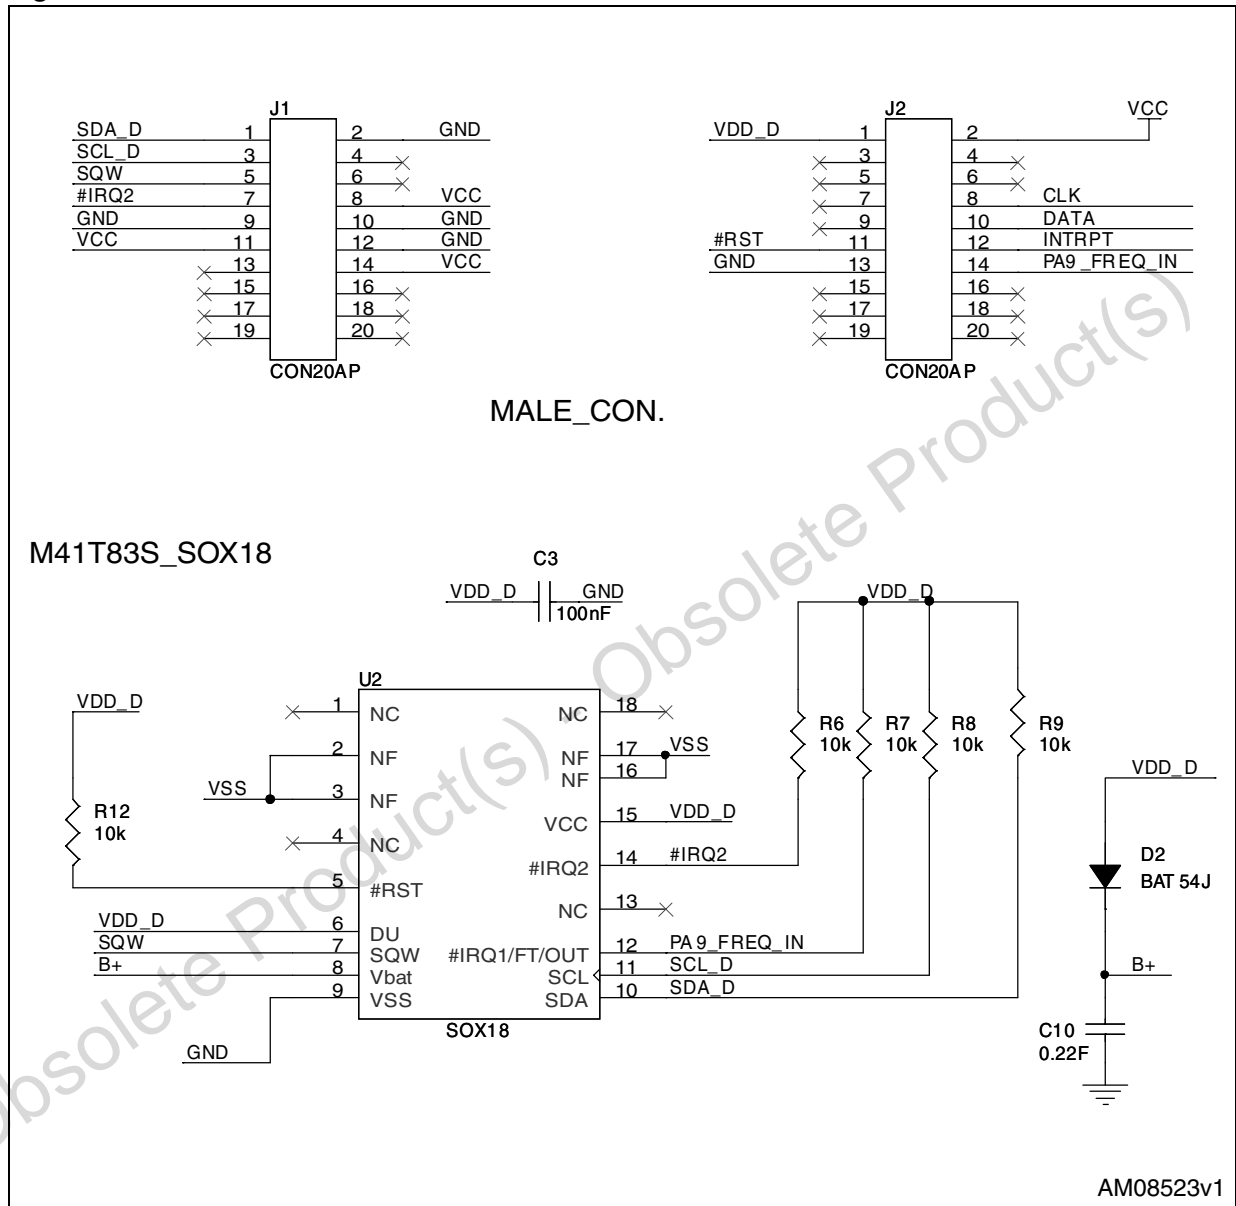 J1
SDA_D 1 2 GND
SCL_D 3 4
SQW 5 6
#IRQ2 7 8 VCC
GND 9 10 GND
VCC 11 12 GND
13 14 VCC
15 16
17 18
19 20
CON20AP
J2
VCC
VDD_D 1 2
3 4
5 6
7 8 CLK
9 10 DATA
#RST 11 12 INTRPT
GND 13 14 PA9_FREQ_IN
15 16
17 18
19 20
CON20AP
MALE_CON.
M41T83S_SOX18
C3
VDD_D GND
100nF
VDD_D
R12
10k
U2
1 NC NC 18
2 NF NF 17 VSS
NF 16
VSS 3 NF
VCC 15 VDD_D
4 NC
#IRQ2 14 #IRQ2
5 #RST
NC 13
VDD_D 6 DU
SQW 7 SQW #IRQ1/FT/OUT 12 PA9_FREQ_IN
B+ 8 Vbat SCL 11 SCL_D
9 VSS SDA 10 SDA_D
GND
SOX18
VDD_D
R6 R7 R8 R9
10k 10k 10k 10k
VDD_D
D2
BAT 54J
B+
C10
0.22F
Obsolete Product(s) - Obsolete Product(s)
AM08523v1